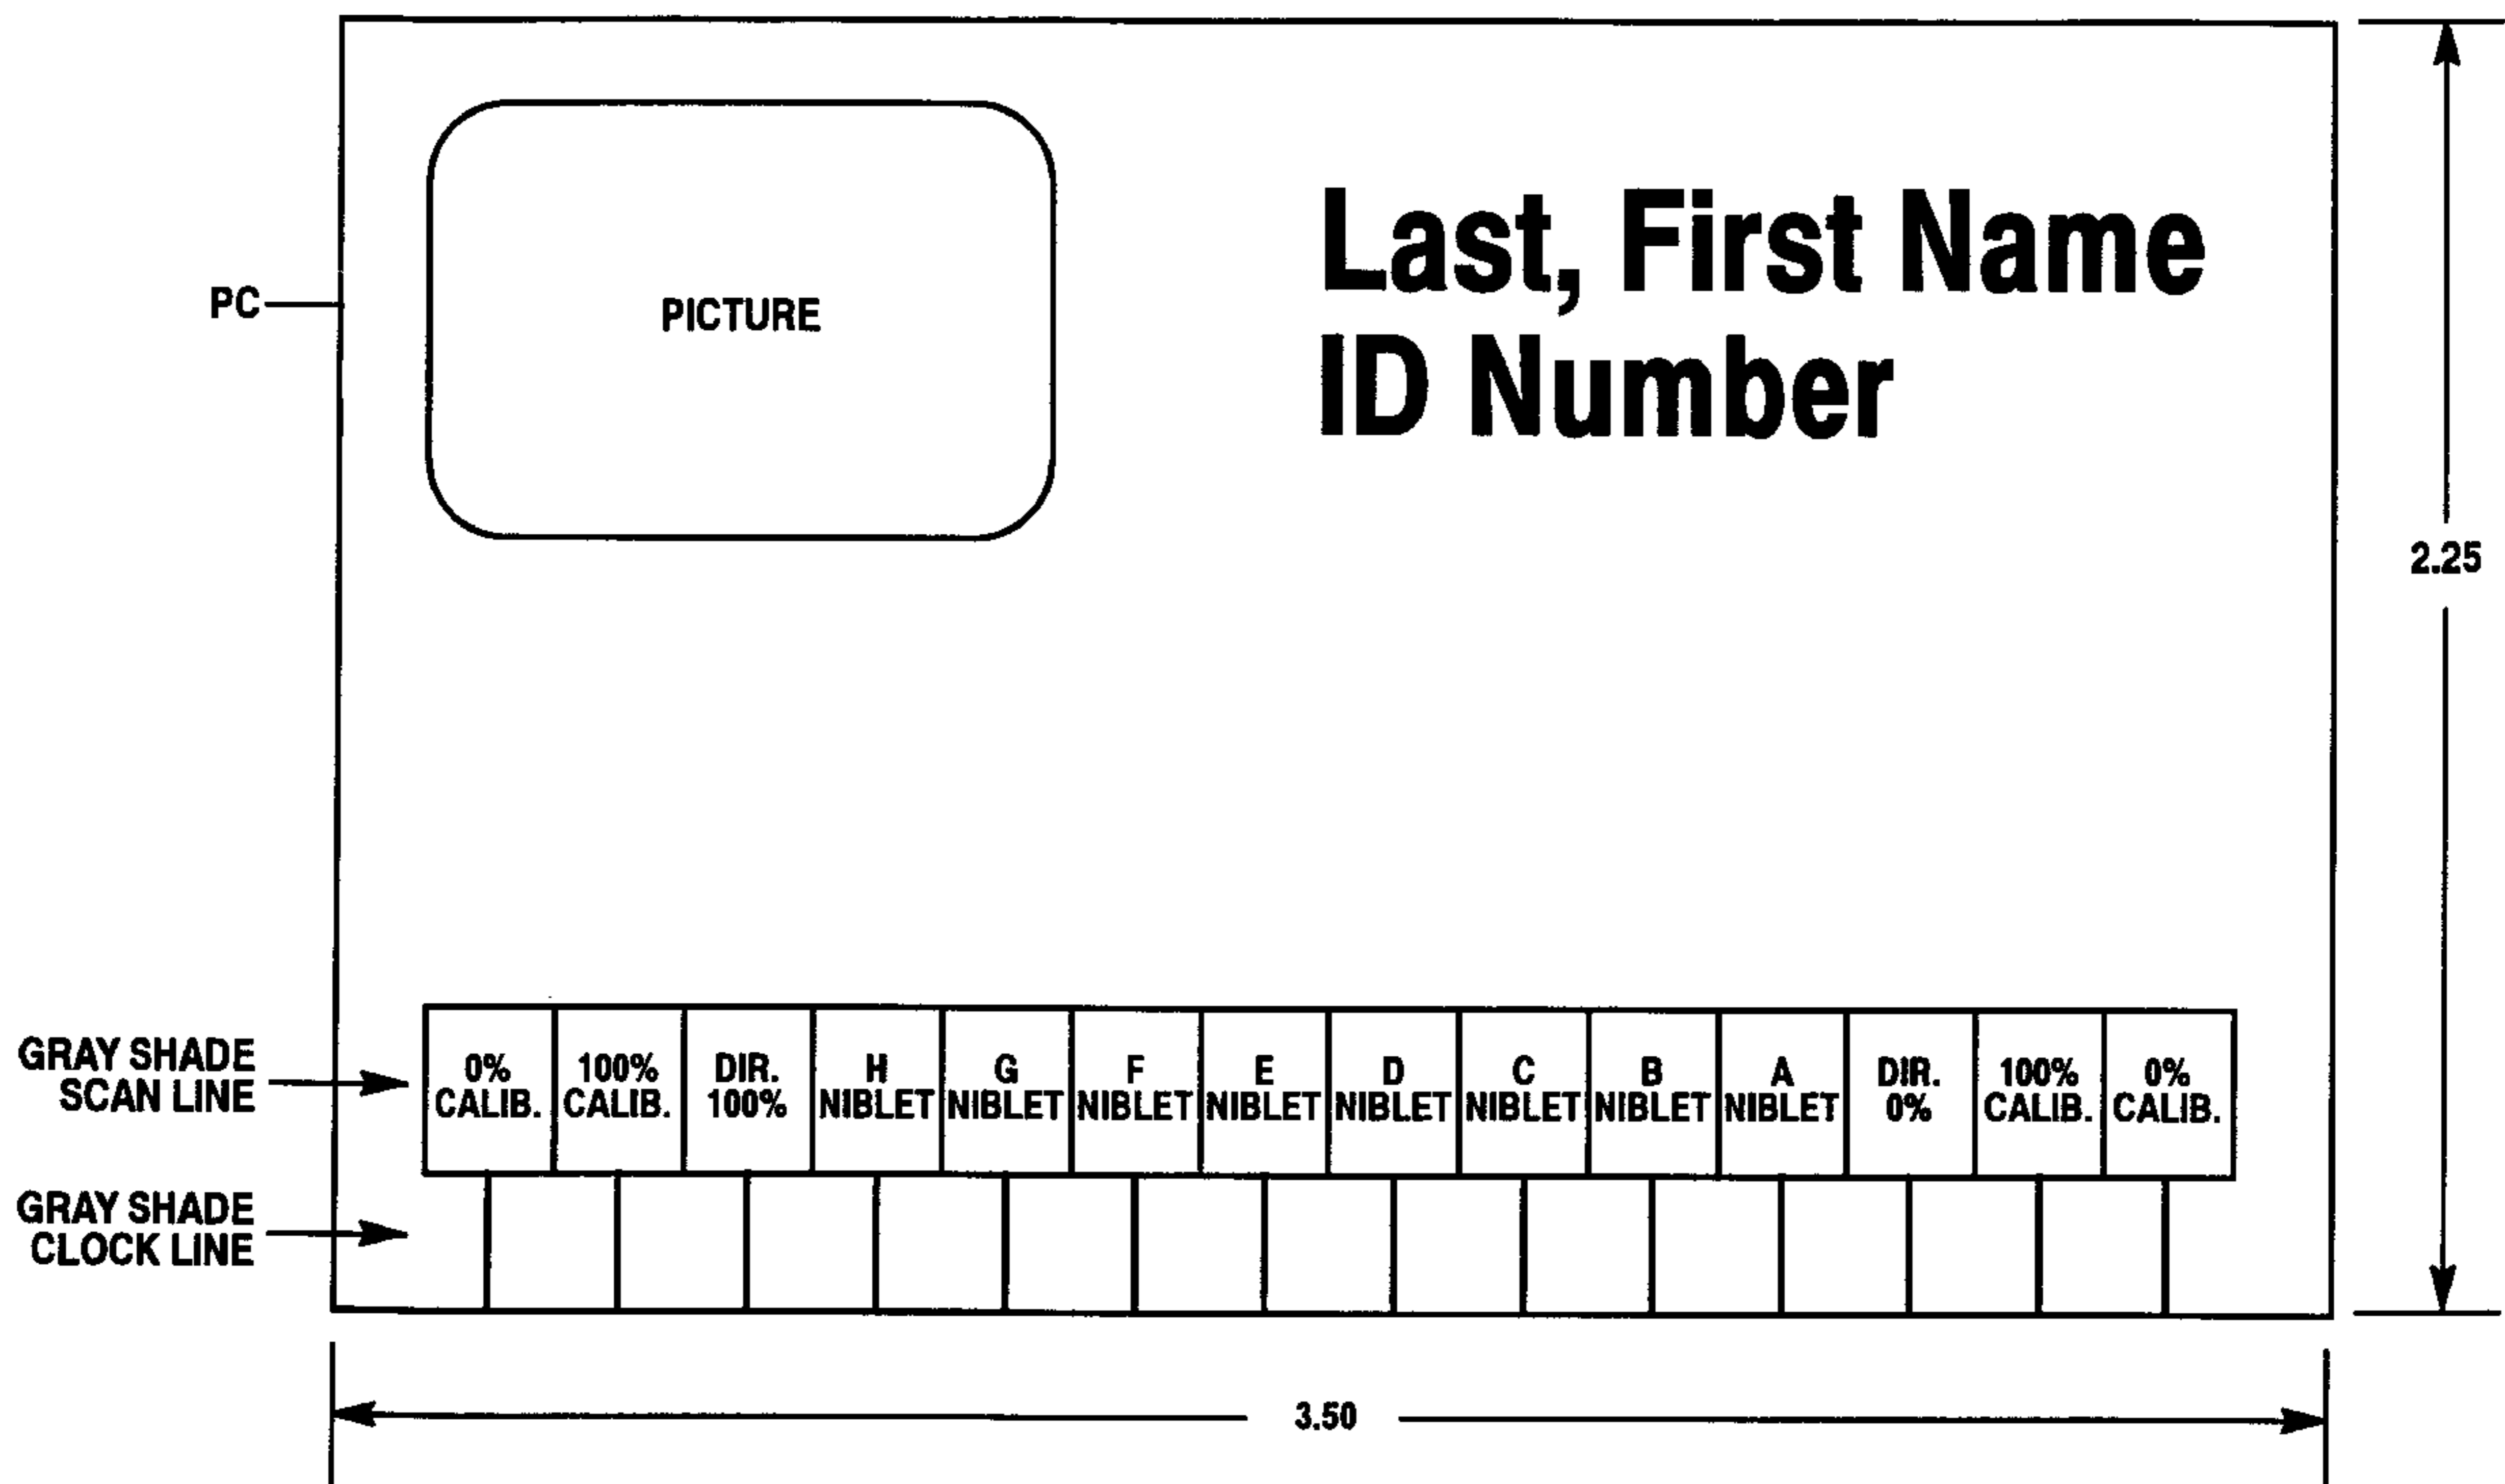 Last, First Name
ID Number
PC
PICTURE
2.25
GRAY SHADE
SCAN LINE
0%
CALIB.
100%
CALIB.
DIR.
100%
H
NIBLET
G
NIBLET
F
NIBLET
E
NIBLET
D
NIBLET
C
NIBLET
B
NIBLET
A
NIBLET
DIR.
0%
100%
CALIB.
0%
CALIB.
GRAY SHADE
CLOCK LINE
3.50